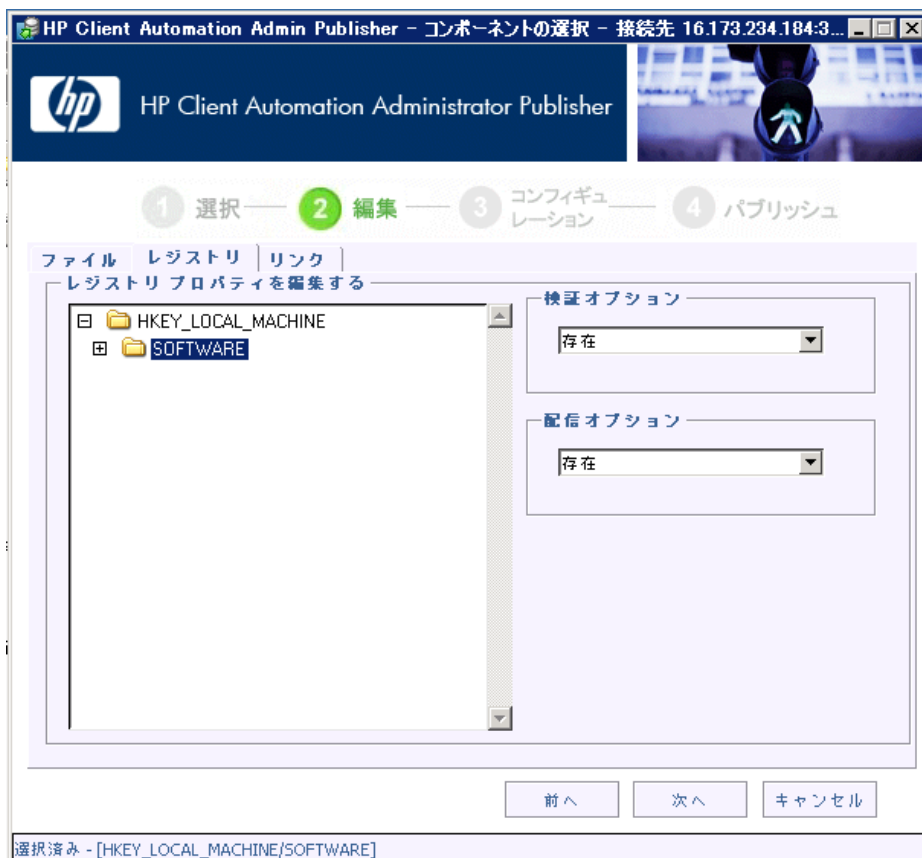 HP Client Automation Admin Publisher - コンポーネントの選択 - 接続先 16.173.234.184:3...
hp
HP Client Automation Administrator Publisher
1 選択 2 編集 3 コンフィギュレーション 4 パブリッシュ
ファイル レジストリ リンク
レジストリ プロパティを編集する
HKEY_LOCAL_MACHINE
SOFTWARE
検証オプション
存在
配信オプション
存在
前へ 次へ キャンセル
選択済み - [HKEY_LOCAL_MACHINE/SOFTWARE]